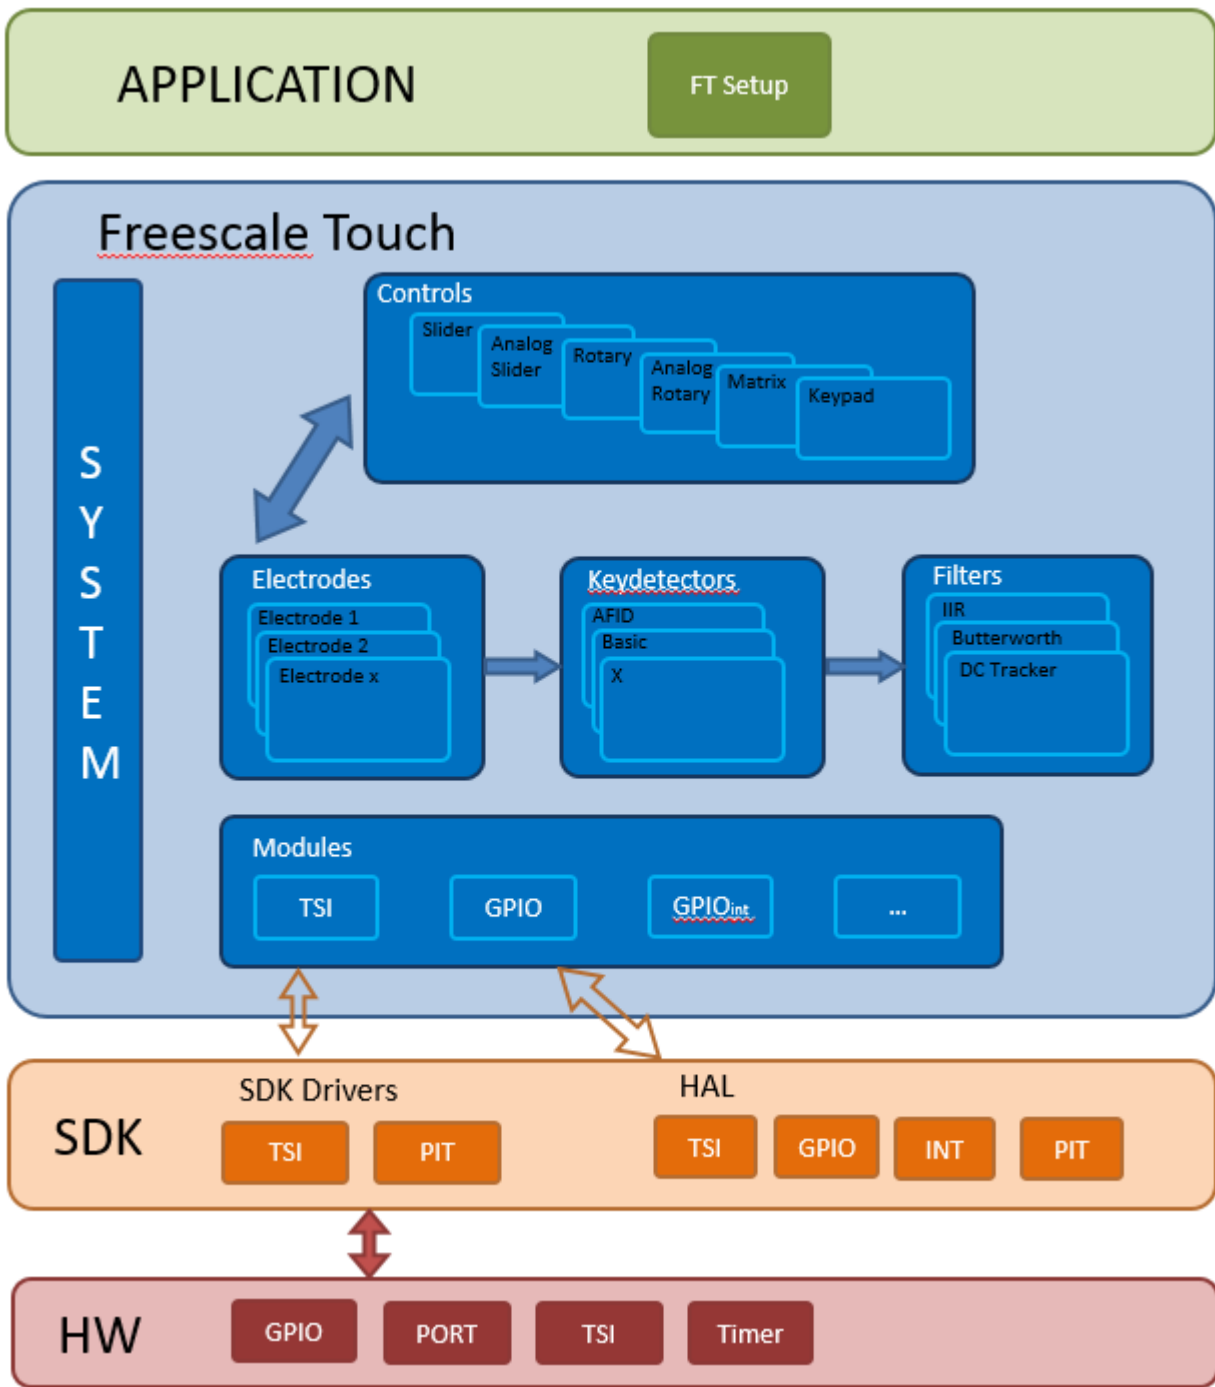 APPLICATION
FT Setup
Freescale Touch
S
Y
S
T
E
M
Controls
Slider
Analog
Slider
Rotary
Analog
Rotary
Matrix
Keypad
Electrodes
Electrode 1
Electrode 2
Electrode x
Keydetectors
AFID
Basic
X
Filters
IIR
Butterworth
DC Tracker
Modules
TSI
GPIO
GPIOint
...
SDK
SDK Drivers
TSI
PIT
HAL
TSI
GPIO
INT
PIT
HW
GPIO
PORT
TSI
Timer